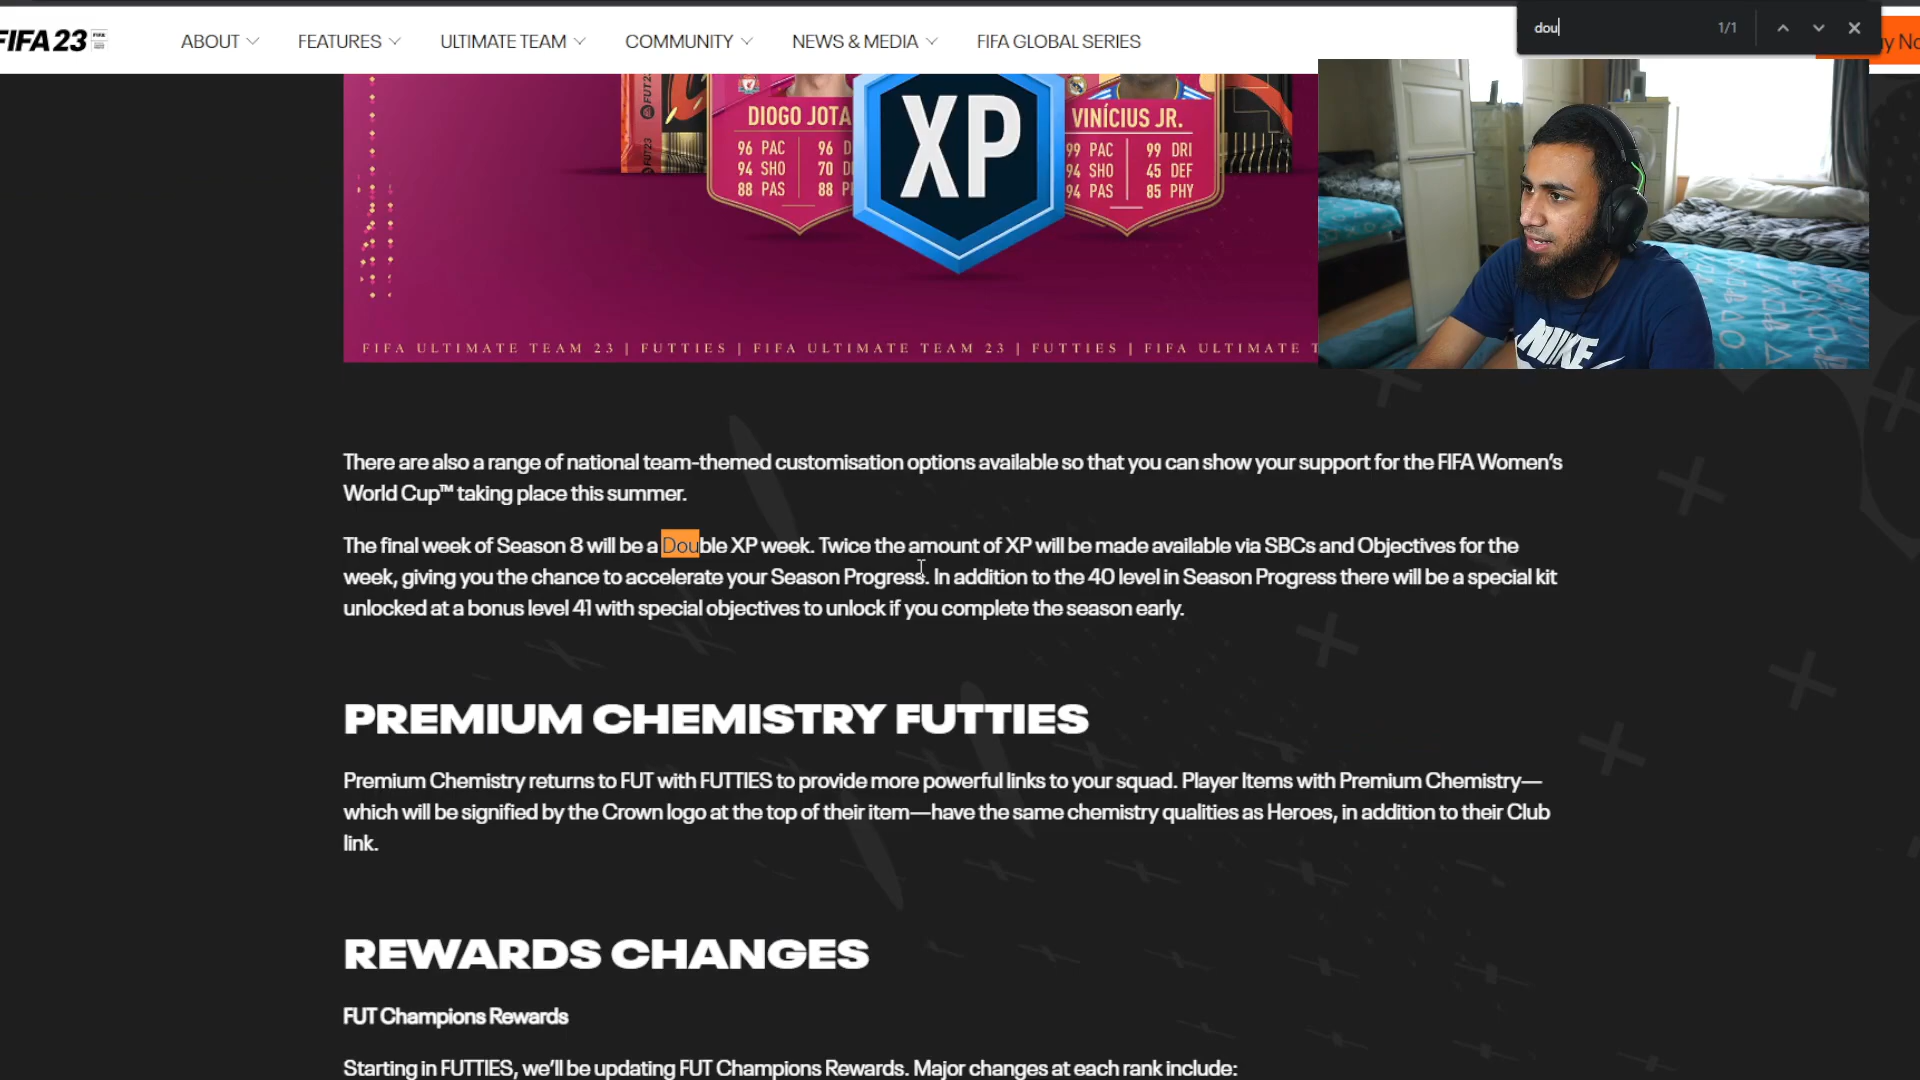 FIFA 23
ABOUT
FEATURES
ULTIMATE TEAM
COMMUNITY
NEWS & MEDIA
FIFA GLOBAL SERIES
dou
1/1
DIOGO JOTA
96 PAC 96 D
94 SHO 70 D
88 PAS 88 P
XP
VINÍCIUS JR.
99 PAC 99 DRI
94 SHO 45 DEF
94 PAS 85 PHY
FIFA ULTIMATE TEAM 23 | FUTTIES | FIFA ULTIMATE TEAM 23 | FUTTIES | FIFA ULTIMATE T
NIKE
There are also a range of national team-themed customisation options available so that you can show your support for the FIFA Women's
World Cup™ taking place this summer.
The final week of Season 8 will be a Double XP week. Twice the amount of XP will be made available via SBCs and Objectives for the
week, giving you the chance to accelerate your Season Progress. In addition to the 40 level in Season Progress there will be a special kit
unlocked at a bonus level 41 with special objectives to unlock if you complete the season early.
PREMIUM CHEMISTRY FUTTIES
Premium Chemistry returns to FUT with FUTTIES to provide more powerful links to your squad. Player Items with Premium Chemistry—
which will be signified by the Crown logo at the top of their item—have the same chemistry qualities as Heroes, in addition to their Club
link.
REWARDS CHANGES
FUT Champions Rewards
Starting in FUTTIES, we'll be updating FUT Champions Rewards. Major changes at each rank include: